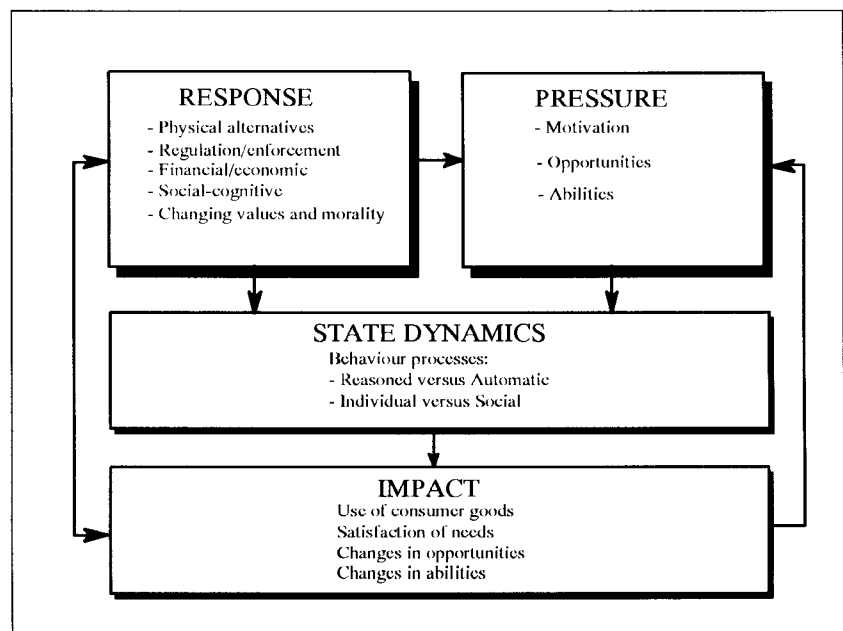 RESPONSE
- Physical alternatives
- Regulation/enforcement
- Financial/economic
- Social-cognitive
- Changing values and morality
PRESSURE
- Motivation
- Opportunities
- Abilities
STATE DYNAMICS
Behaviour processes:
- Reasoned versus Automatic
- Individual versus Social
IMPACT
Use of consumer goods
Satisfaction of needs
Changes in opportunities
Changes in abilities